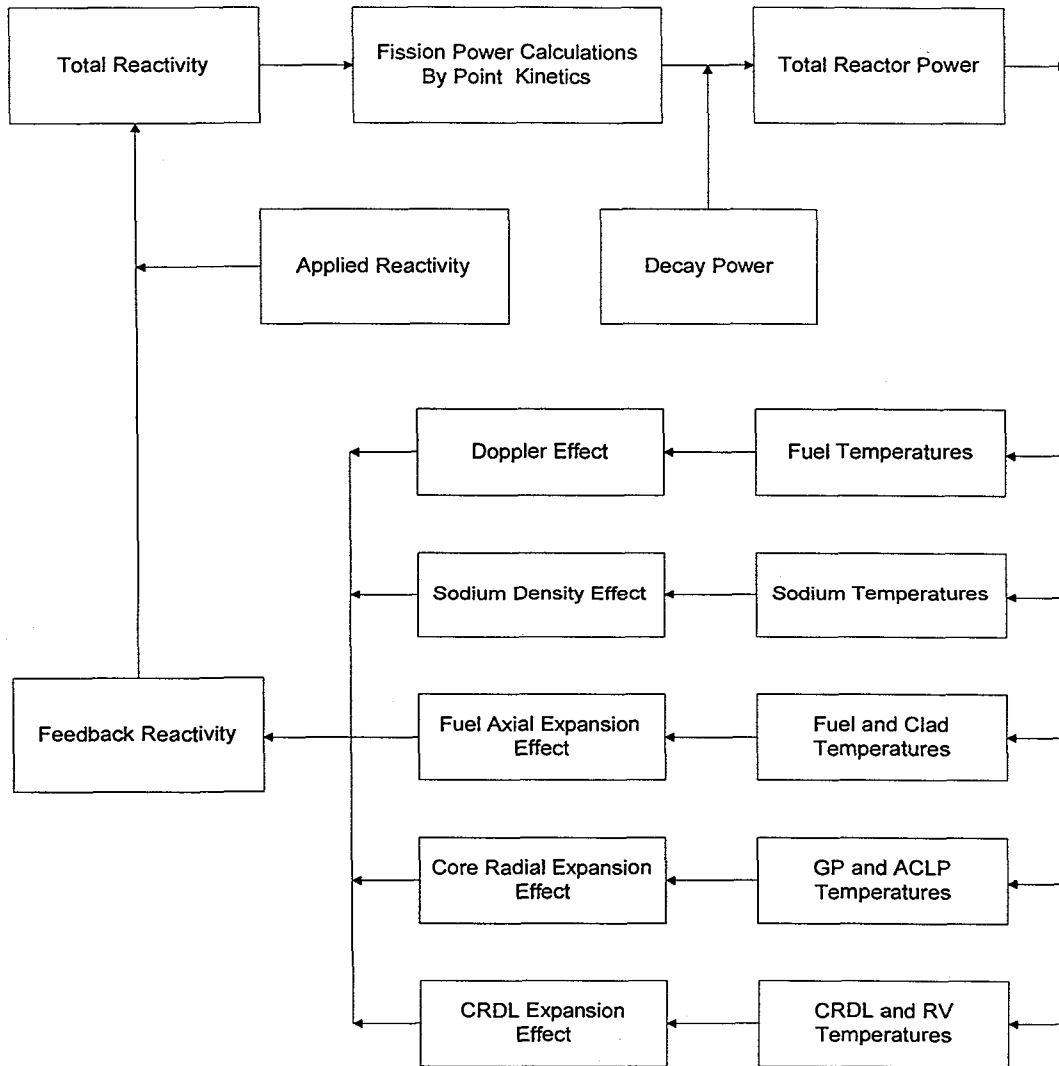 Total Reactivity
Fission Power Calculations
By Point Kinetics
Total Reactor Power
Applied Reactivity
Decay Power
Doppler Effect
Fuel Temperatures
Sodium Density Effect
Sodium Temperatures
Feedback Reactivity
Fuel Axial Expansion
Effect
Fuel and Clad
Temperatures
Core Radial Expansion
Effect
GP and ACLP
Temperatures
CRDL Expansion
Effect
CRDL and RV
Temperatures